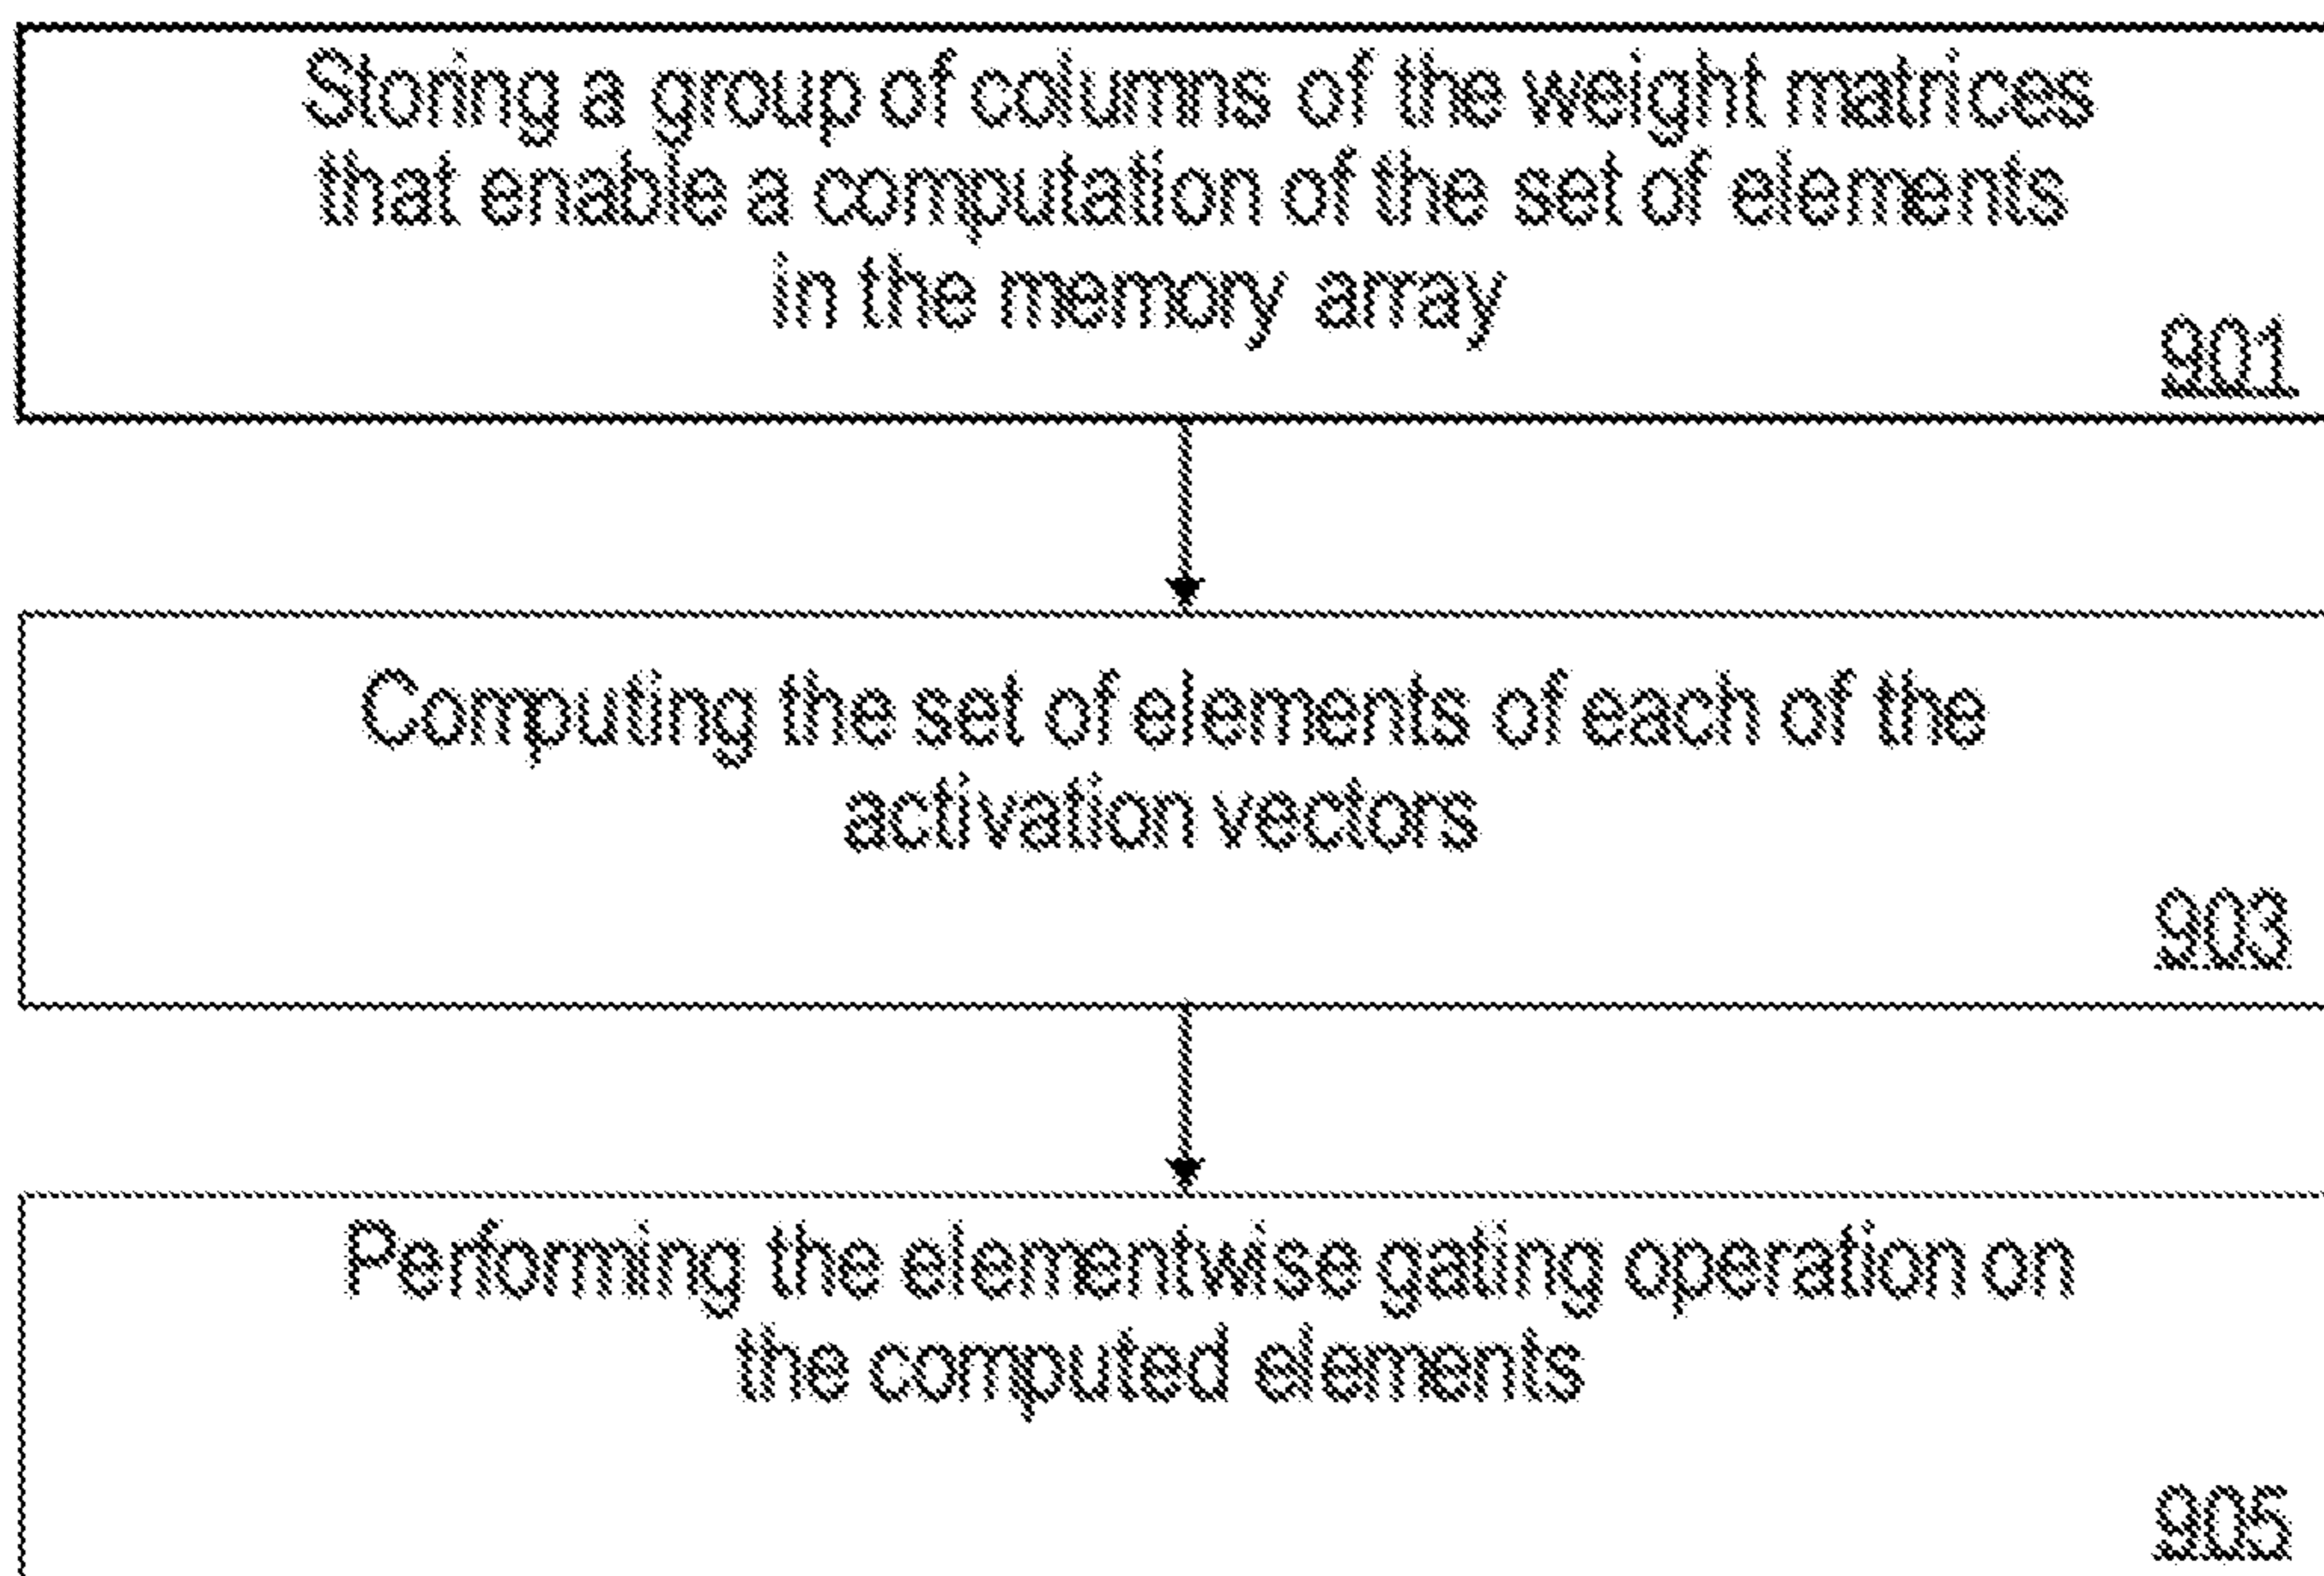 Storing a group of columns of the weight matrices
that enable a computation of the set of elements
in the memory array
901
Computing the set of elements of each of the
activation vectors
903
Performing the elementwise gating operation on
the computed elements
905